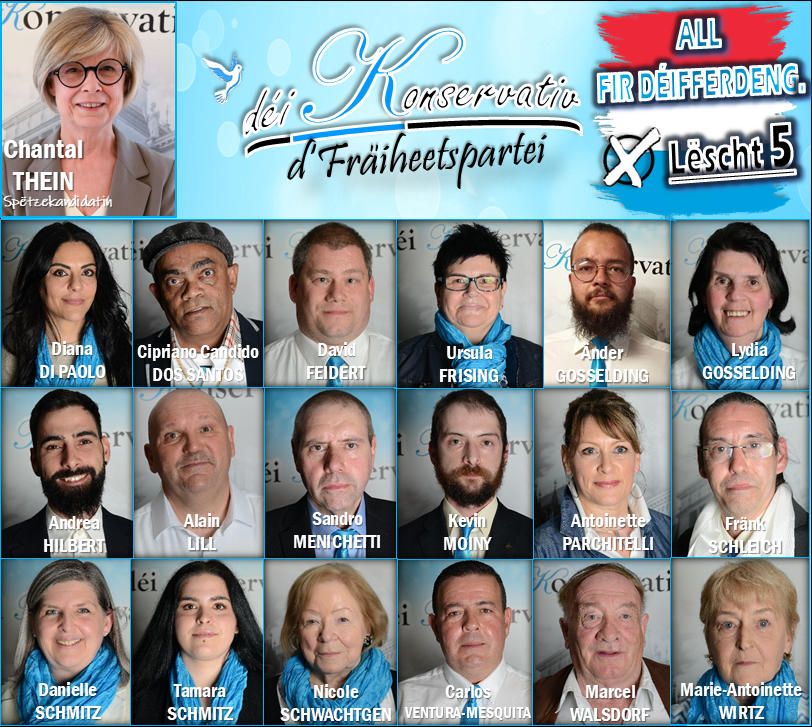 Konservativ
Chantal
THEIN
Spëtzekandidatin
déi Konservativ
d'Fräiheetspartei
ALL
FIR DÉIFFERDENG.
Lëscht 5
Diana
DI PAOLO
Cipriano Candido
DOS SANTOS
David
FEIDERT
Ursula
FRISING
Ander
GOSSELDING
Lydia
GOSSELDING
Andrea
HILBERT
Alain
LILL
Sandro
MENICHETTI
Kevin
MOINY
Antoinette
PARCHITELLI
Fränk
SCHLEICH
Danielle
SCHMITZ
Tamara
SCHMITZ
Nicole
SCHWACHTGEN
Carlos
VENTURA-MESQUITA
Marcel
WALSDORF
Marie-Antoinette
WIRTZ